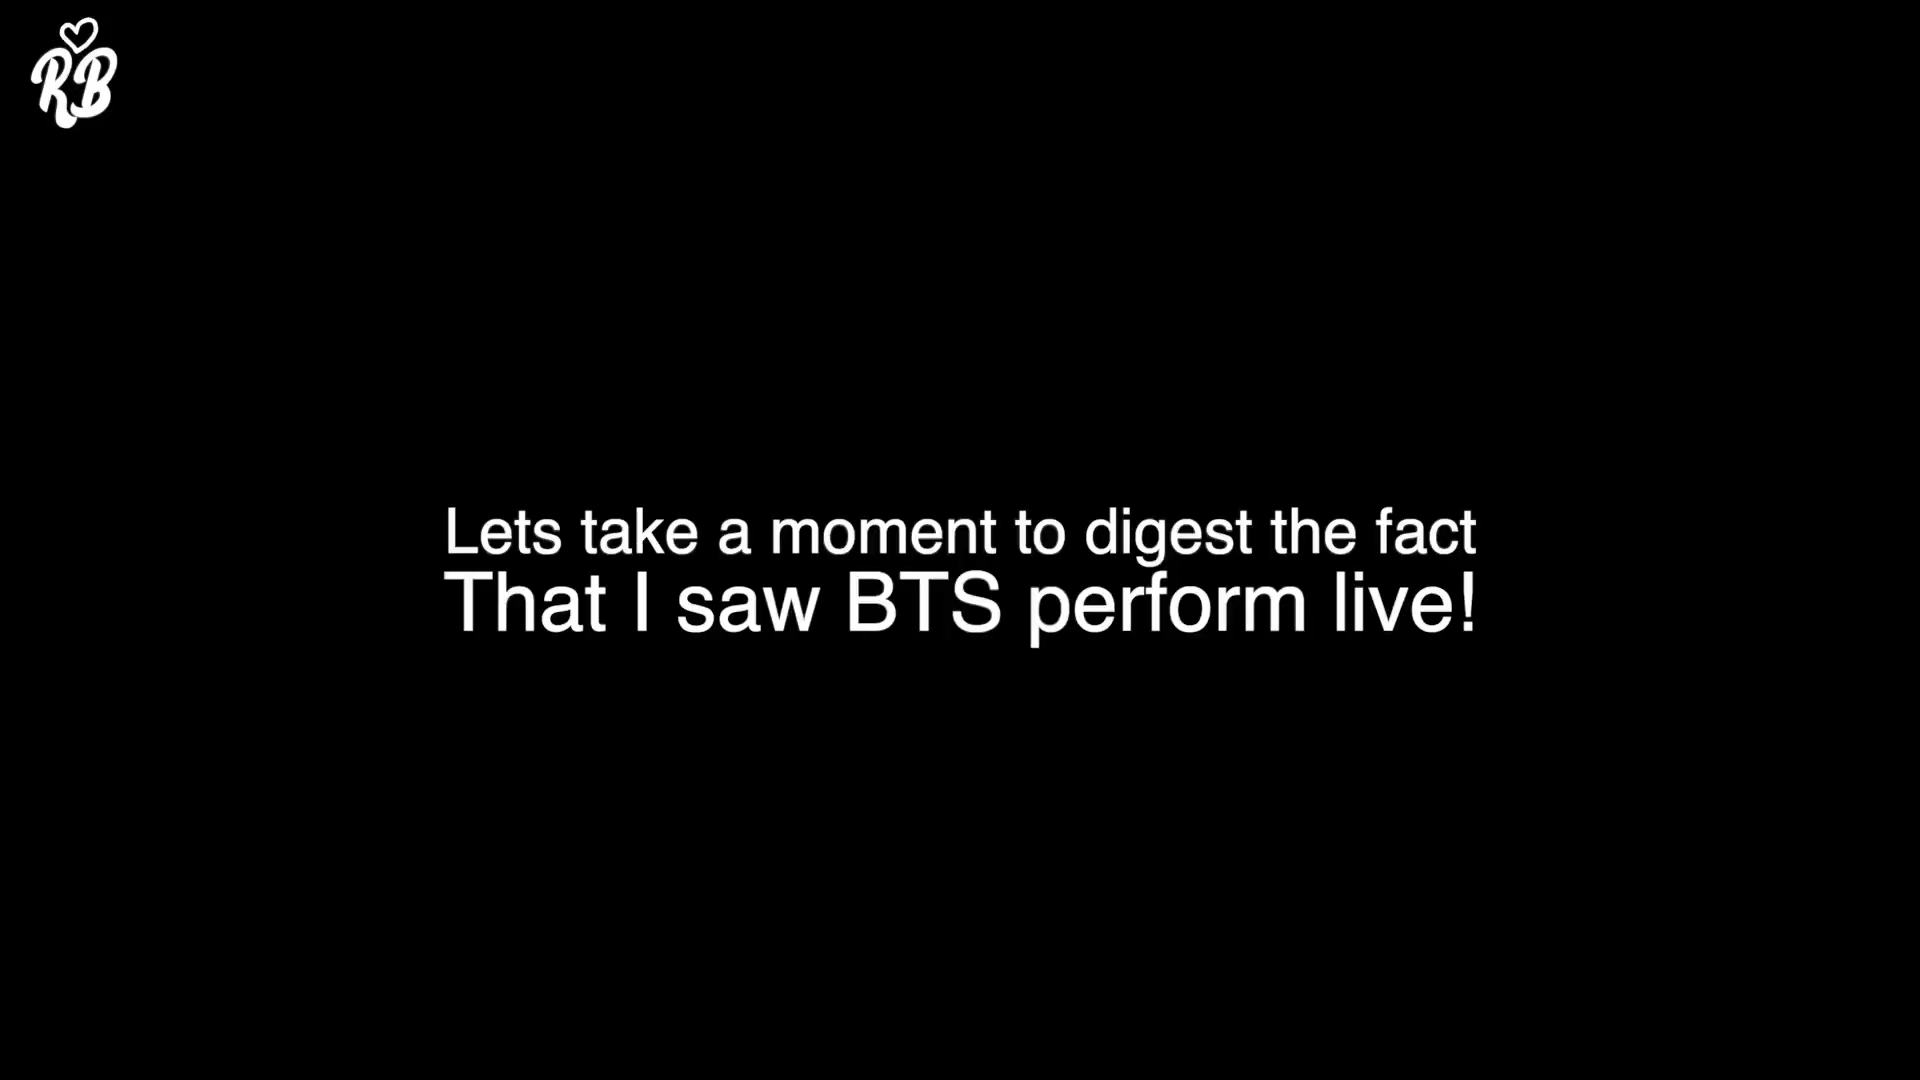 RB
Lets take a moment to digest the fact
That I saw BTS perform live!